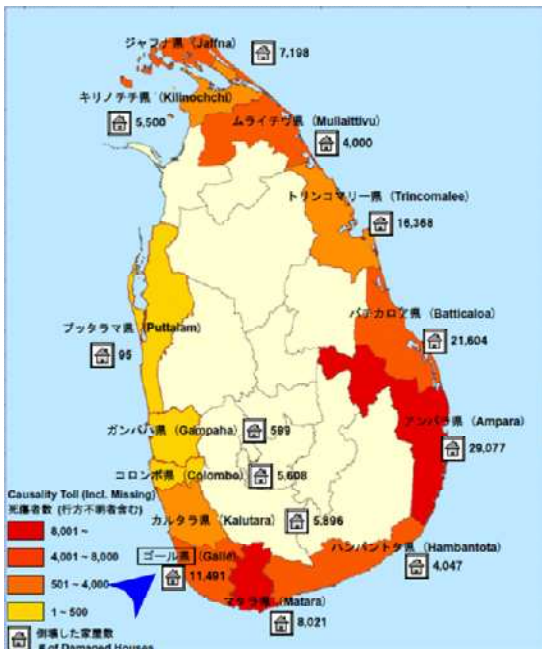 ジャフナ県 (Jaffna)
7,198
キリノチチ県 (Kilinochchi)
5,500
ムライテヴ県 (Mullaittivu)
4,000
トリンコマリー県 (Trincomalee)
16,368
バチカロア県 (Batticaloa)
21,604
プッタラマ県 (Puttalam)
95
アンパラ県 (Ampara)
29,077
ガンパハ県 (Gampaha)
599
コロンボ県 (Colombo)
5,608
カルタラ県 (Kalutara)
5,896
ハンバントタ県 (Hambantota)
4,047
ゴール県 (Galle)
11,491
マタラ県 (Matara)
8,021
Causality Toll (Incl. Missing)
死傷者数 (行方不明者含む)
8,001 ~
4,001 ~ 8,000
501 ~ 4,000
1 ~ 500
倒壊した家屋数
# of Damaged Houses